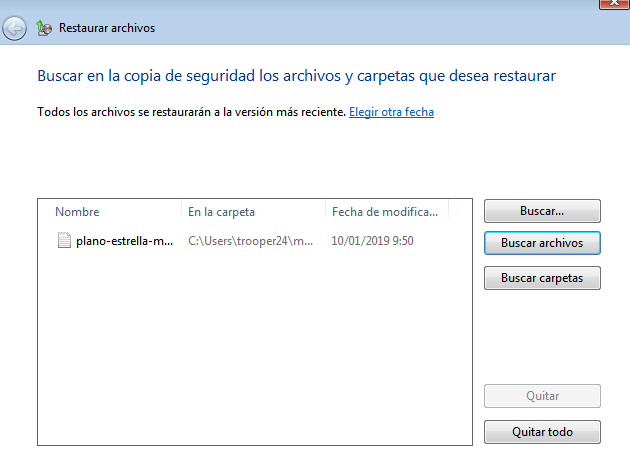 Restaurar archivos
Buscar en la copia de seguridad los archivos y carpetas que desea restaurar
Todos los archivos se restaurarán a la versión más reciente. Elegir otra fecha
Nombre En la carpeta Fecha de modifica...
plano-estrella-m... C:\Users\trooper24\m... 10/01/2019 9:50
Buscar...
Buscar archivos
Buscar carpetas
Quitar
Quitar todo